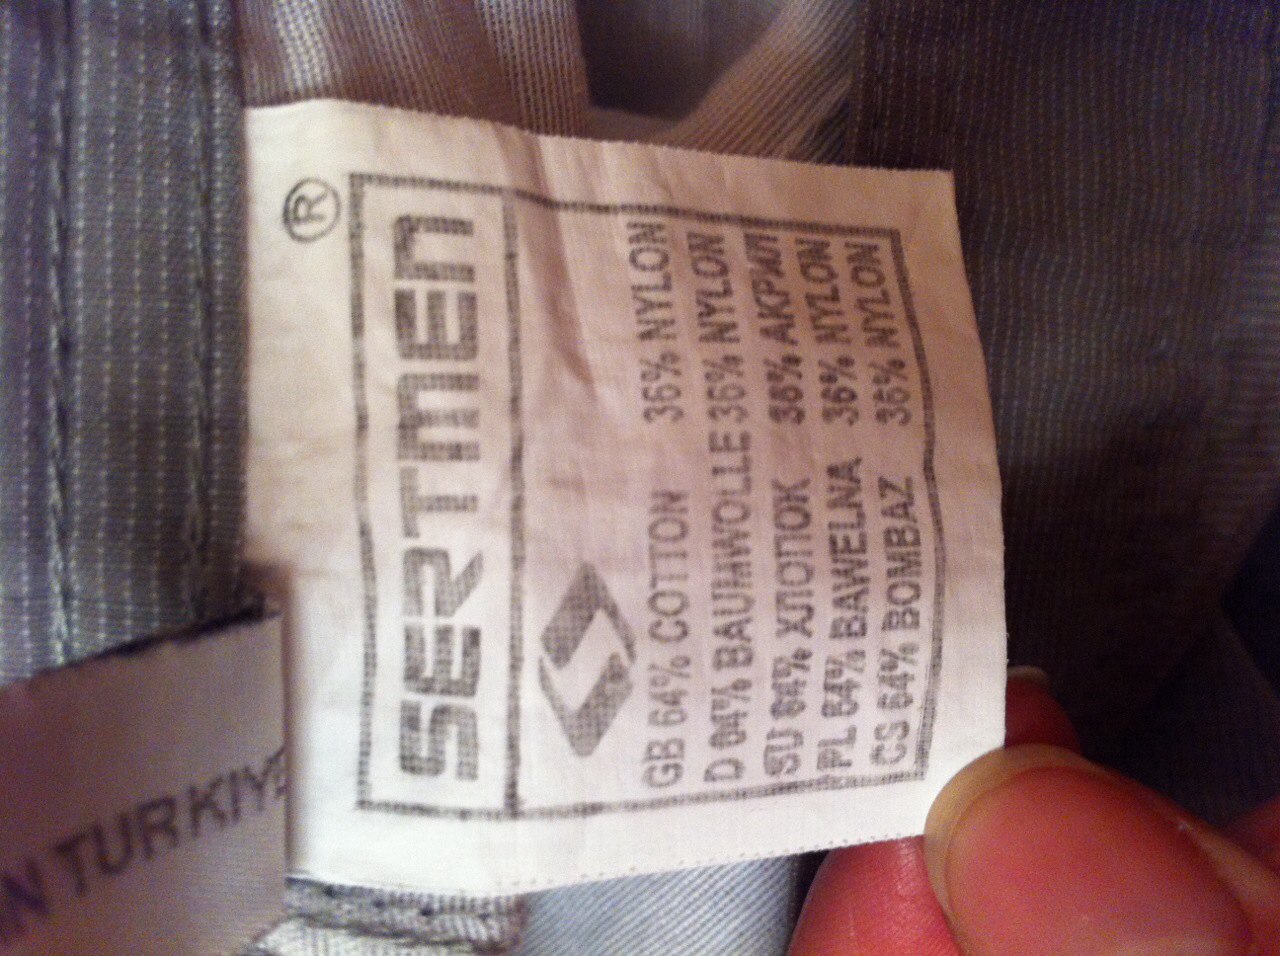 SERTMEN ®
GB 64% COTTON 36% NYLON
D 64% BAUMWOLLE 36% NYLON
SU 64% ХЛОПОК 36% АКРИЛ
PL 64% BAWELNA 36% NYLON
CS 64% BOMBAZ 36% NYLON
TURKIYE